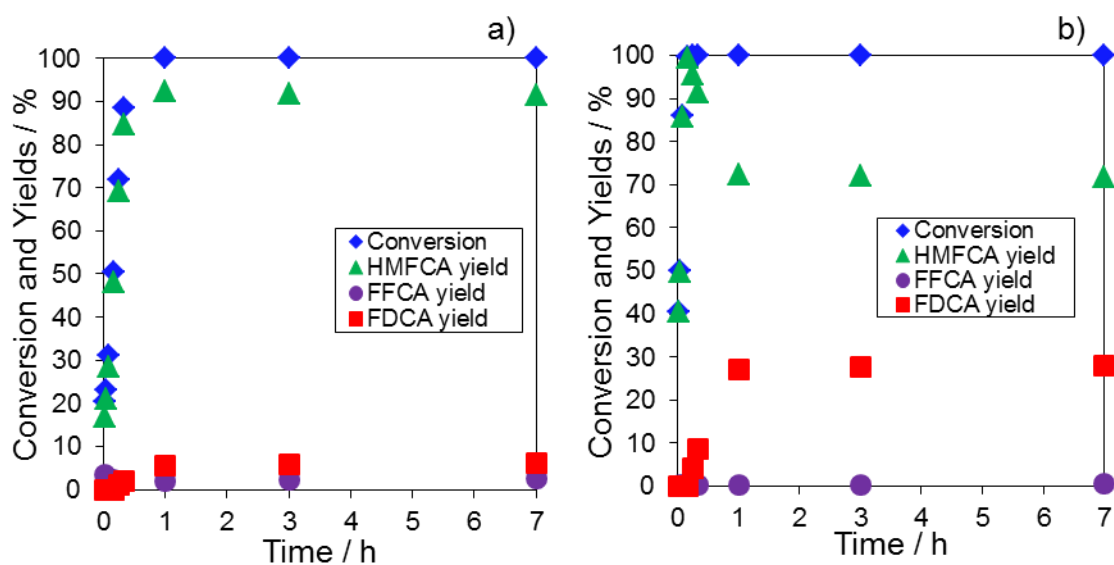 a)
Conversion and Yields / %
100
90
80
70
60
50
40
30
20
10
0
0 1 2 3 4 5 6 7
Time / h
Conversion
HMFCA yield
FFCA yield
FDCA yield
b)
Conversion and Yields / %
100
90
80
70
60
50
40
30
20
10
0
0 1 2 3 4 5 6 7
Time / h
Conversion
HMFCA yield
FFCA yield
FDCA yield